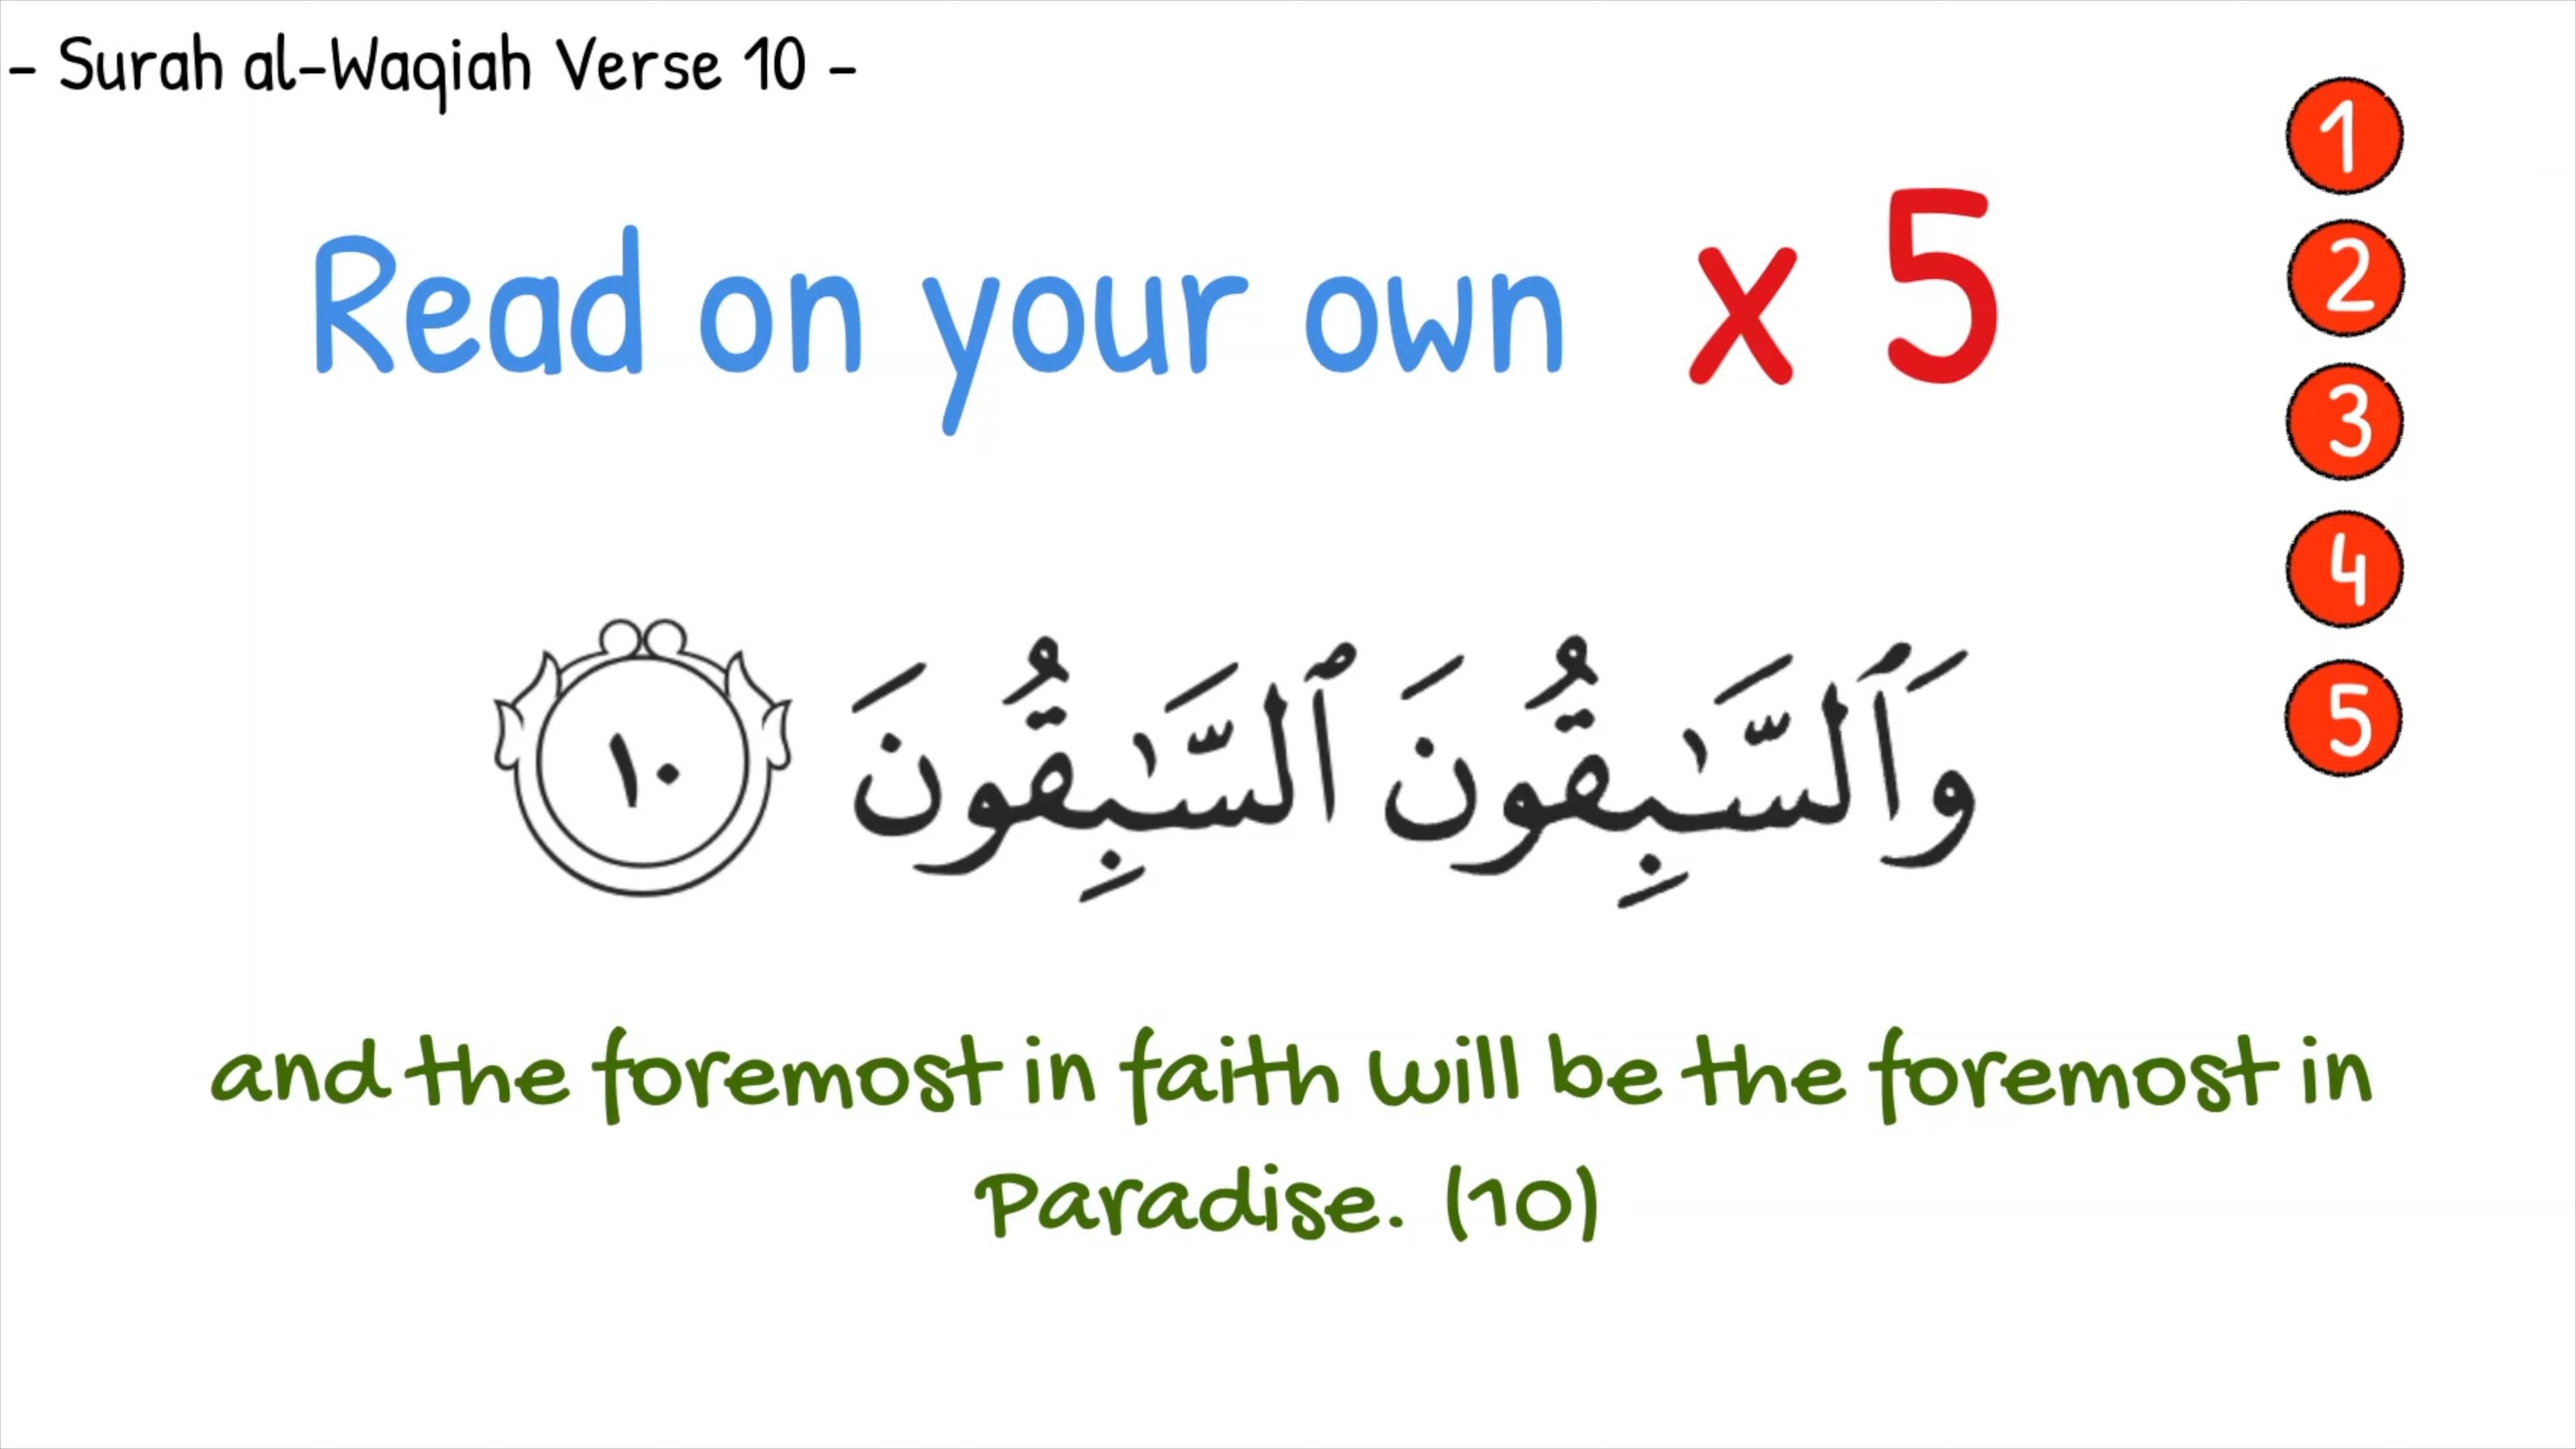 - Surah al-Waqiah Verse 10 -
Read on your own x 5
1
2
3
4
5
وَٱلسَّـٰبِقُونَ ٱلسَّـٰبِقُونَ ١٠
and the foremost in faith will be the foremost in
Paradise. (10)